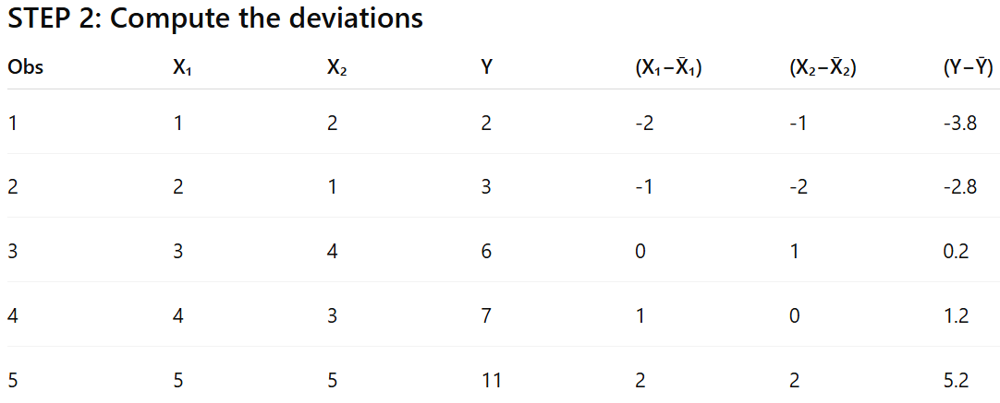 STEP 2: Compute the deviations
Obs X₁ X₂ Y (X₁−X̄₁) (X₂−X̄₂) (Y−Ȳ)
1 1 2 2 -2 -1 -3.8
2 2 1 3 -1 -2 -2.8
3 3 4 6 0 1 0.2
4 4 3 7 1 0 1.2
5 5 5 11 2 2 5.2